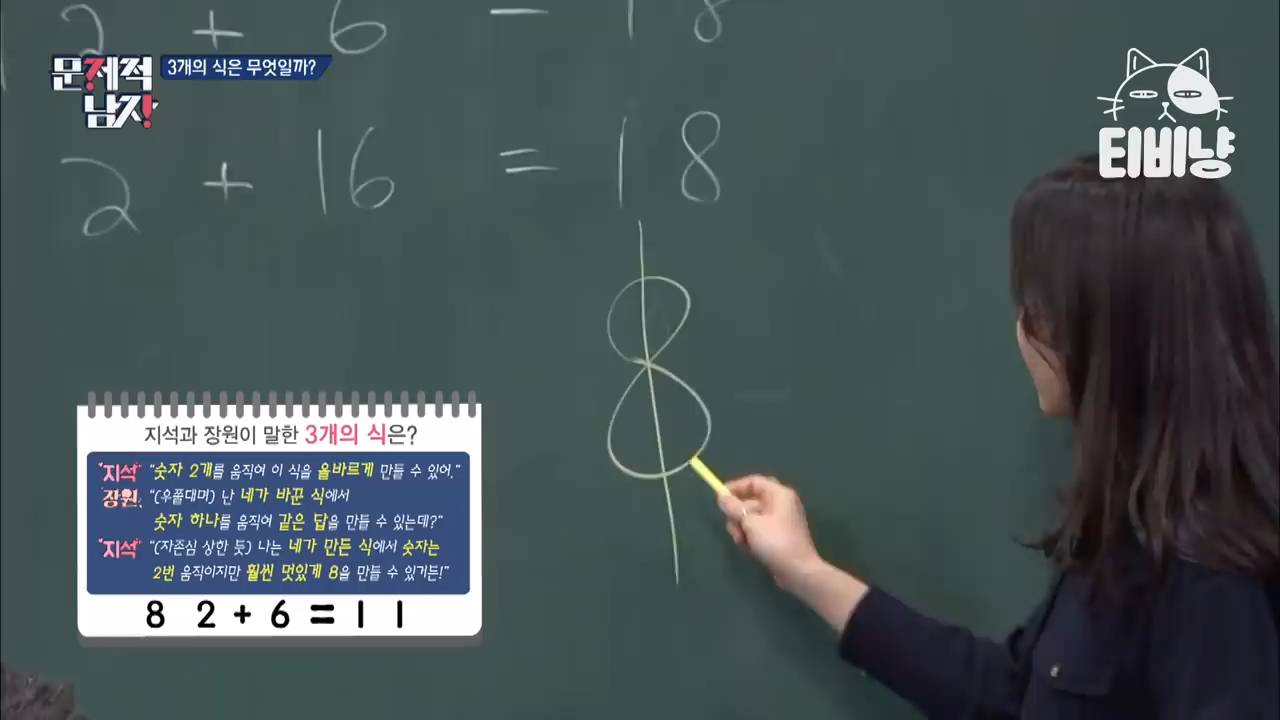 2 + 6 = 18
문제적
남자
3개의 식은 무엇일까?
티비냥
2 + 16 = 18
8
지석과 장원이 말한 3개의 식은?
지석 "숫자 2개를 움직여 이 식을 올바르게 만들 수 있어."
장원 "(우쭐대며) 난 네가 바꾼 식에서
숫자 하나를 움직여 같은 답을 만들 수 있는데?"
지석 "(자존심 상한 듯) 나는 네가 만든 식에서 숫자는
2번 움직이지만 훨씬 멋있게 8을 만들 수 있거든!"
8 2 + 6 = 1 1